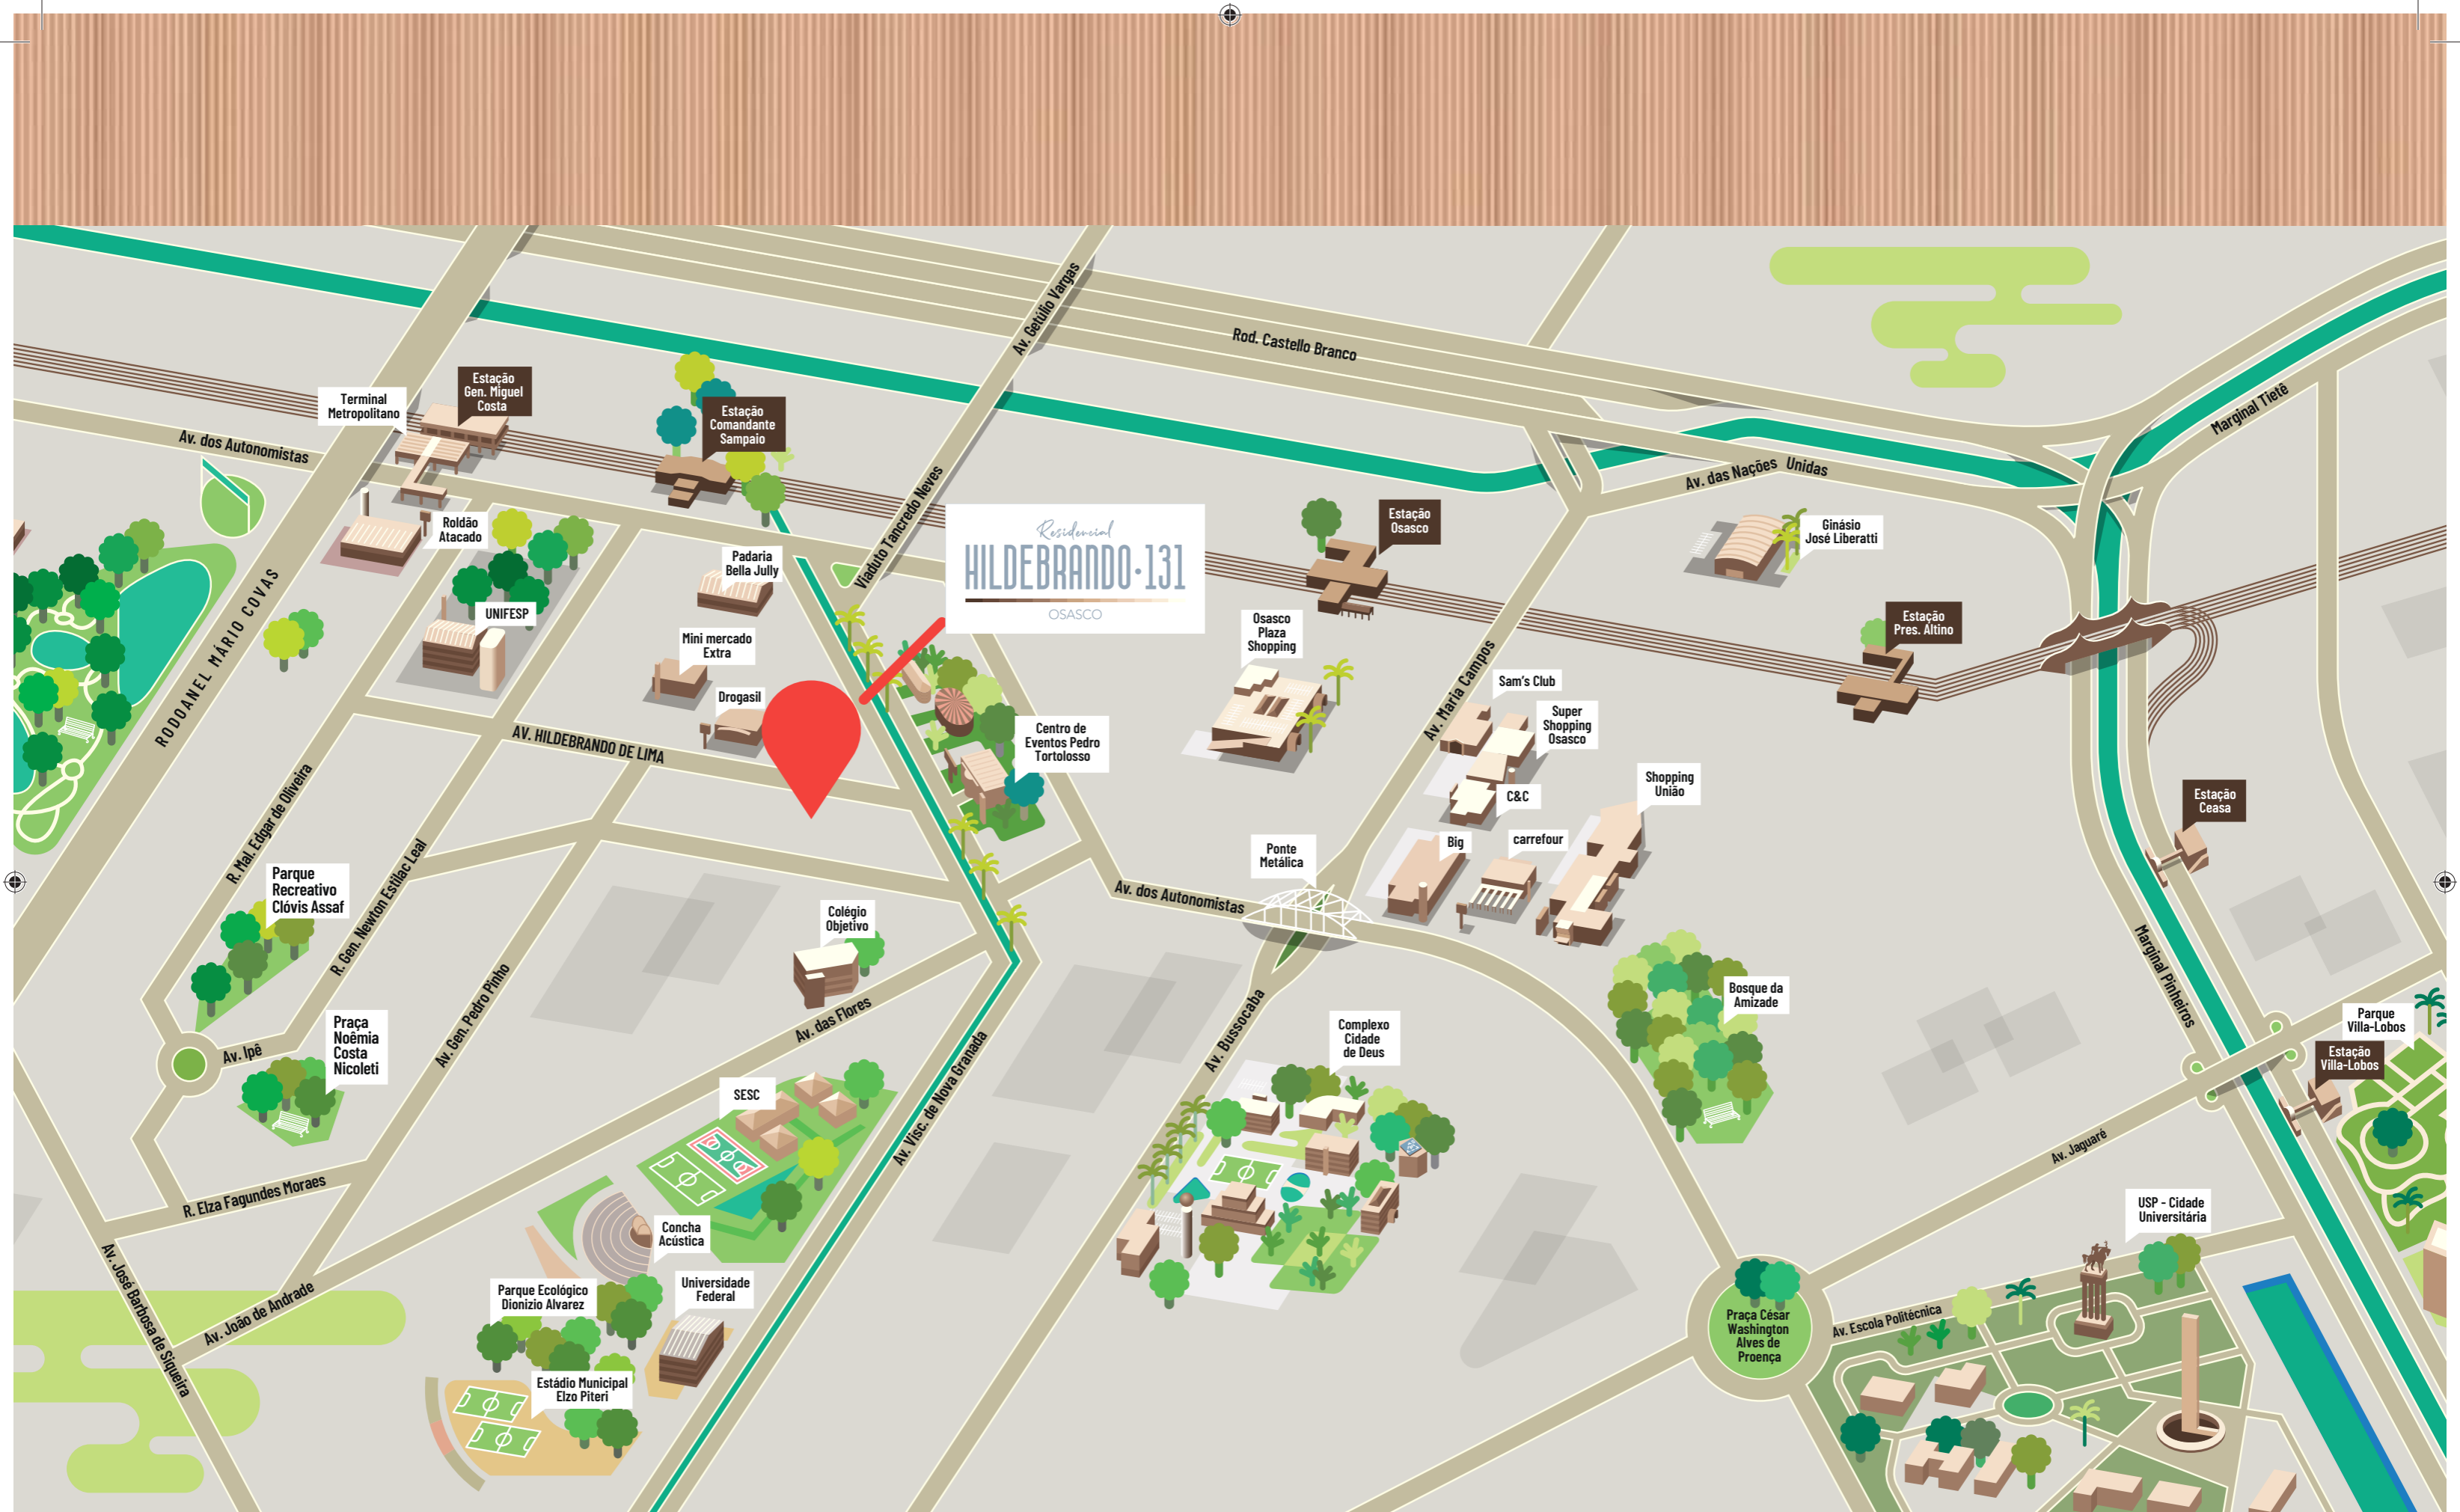 Av. Getúlio Vargas
Rod. Castello Branco
Marginal Tietê
Estação
Gen. Miguel
Costa
Terminal
Metropolitano
Estação
Comandante
Sampaio
Av. dos Autonomistas
Av. das Nações Unidas
Viaduto Tancredo Neves
Residencial
HILDEBRANDO·131
OSASCO
Estação
Osasco
Roldão
Atacado
Ginásio
José Liberatti
Padaria
Bella Jully
RODOANEL MÁRIO COVAS
UNIFESP
Mini mercado
Extra
Osasco
Plaza
Shopping
Estação
Pres. Altino
Drogasil
Av. Maria Campos
Sam's Club
Super
Shopping
Osasco
AV. HILDEBRANDO DE LIMA
Centro de
Eventos Pedro
Tortolosso
Shopping
União
C&C
Estação
Ceasa
R. Mal. Edgar de Oliveira
Big
carrefour
Ponte
Metálica
Parque
Recreativo
Clóvis Assaf
R. Gen. Newton Estilac Leal
Av. dos Autonomistas
Colégio
Objetivo
Marginal Pinheiros
Bosque da
Amizade
Av. Gen. Pedro Pinho
Av. das Flores
Av. Bussocaba
Praça
Noêmia
Costa
Nicoleti
Av. Ipê
Complexo
Cidade
de Deus
Parque
Villa-Lobos
Estação
Villa-Lobos
SESC
Av. Visc. de Nova Granada
Av. Jaguaré
R. Elza Fagundes Moraes
USP - Cidade
Universitária
Concha
Acústica
Av. José Barbosa de Siqueira
Av. João de Andrade
Parque Ecológico
Dionizio Alvarez
Universidade
Federal
Praça César
Washington
Alves de
Proença
Av. Escola Politécnica
Estádio Municipal
Elzo Piteri